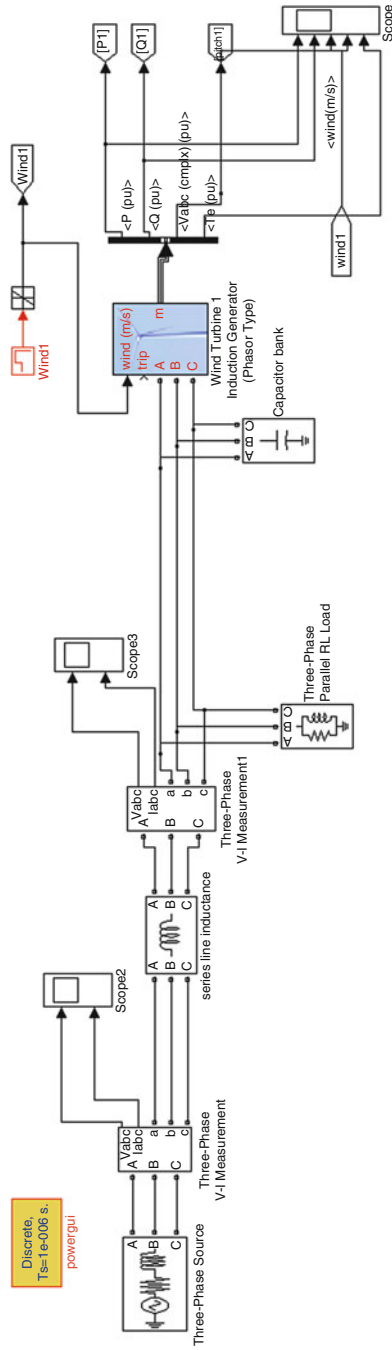 Discrete,
Ts=1e-006 s.
powergui
A
B
C
Three-Phase Source
Vabc
Iabc
A
B
C
a
b
c
Three-Phase
V-I Measurement
Scope2
A
B
C
A
B
C
series line inductance
Vabc
Iabc
A
B
C
a
b
c
Three-Phase
V-I Measurement1
Scope3
A
B
C
Three-Phase
Parallel RL Load
A
B
C
Capacitor bank
Wind1
Wind1
wind (m/s)
trip
A
B
C
m
Wind Turbine 1
Induction Generator
(Phasor Type)
<P (pu)>
<Q (pu)>
<Vabc (cmplx) (pu)>
<Te (pu)>
[P1]
[Q1]
[pitch1]
wind1
<wind(m/s)>
Scope